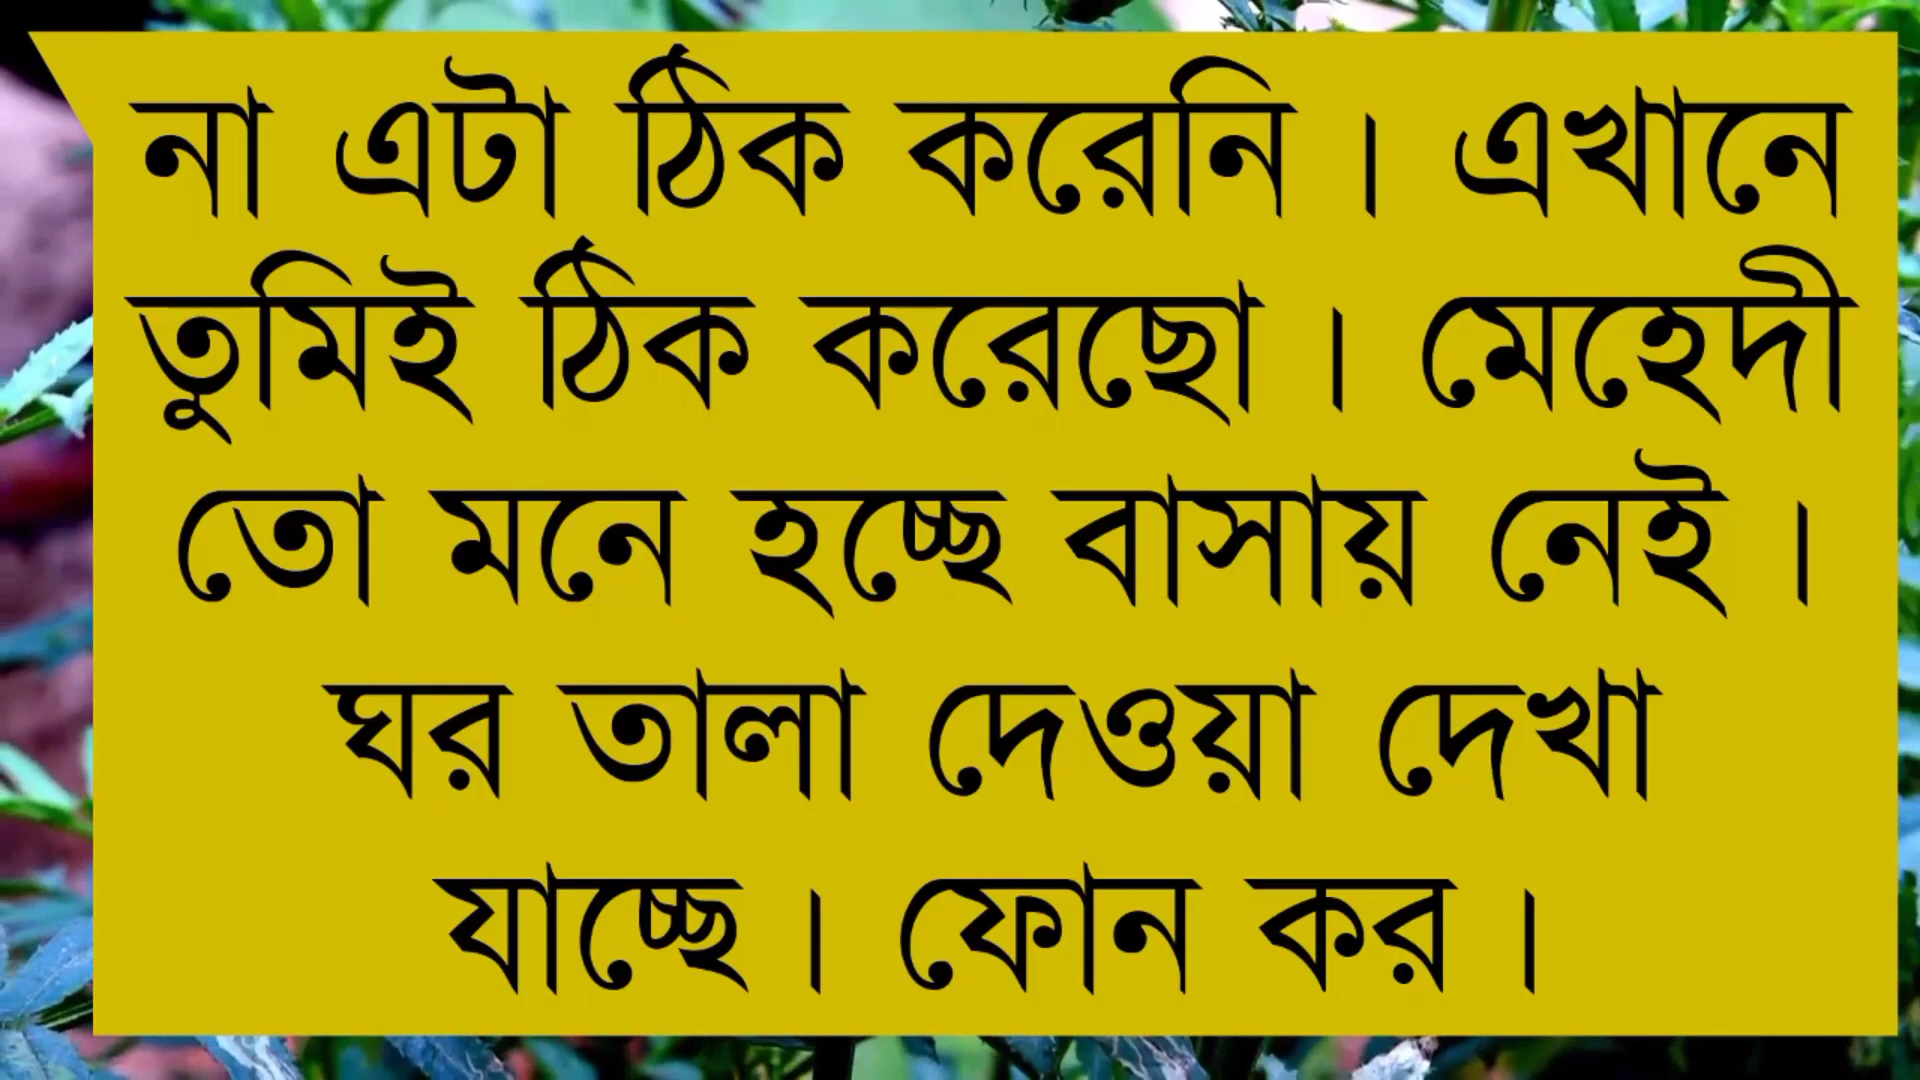 না এটা ঠিক করেনি । এখানে
তুমিই ঠিক করেছো । মেহেদী
তো মনে হচ্ছে বাসায় নেই ।
ঘর তালা দেওয়া দেখা
যাচ্ছে । ফোন কর ।